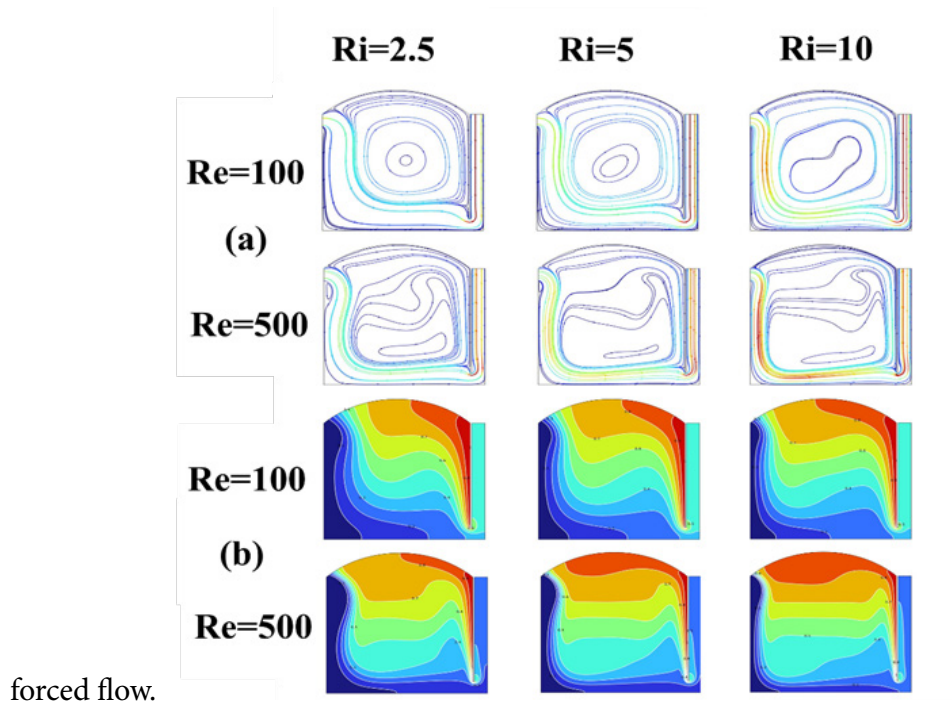 Ri=2.5 Ri=5 Ri=10
Re=100
(a)
Re=500
Re=100
(b)
Re=500
forced flow.